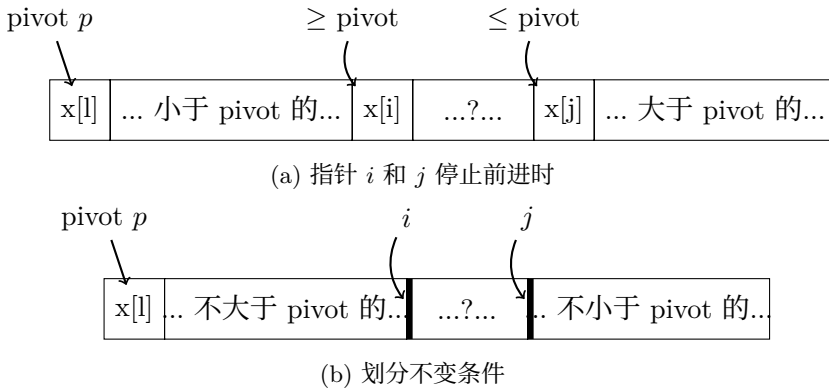 pivot p ≥ pivot ≤ pivot
x[l] ... 小于 pivot 的... x[i] ...?... x[j] ... 大于 pivot 的...
(a) 指针 i 和 j 停止前进时
pivot p i j
x[l] ... 不大于 pivot 的... ...?... ... 不小于 pivot 的...
(b) 划分不变条件